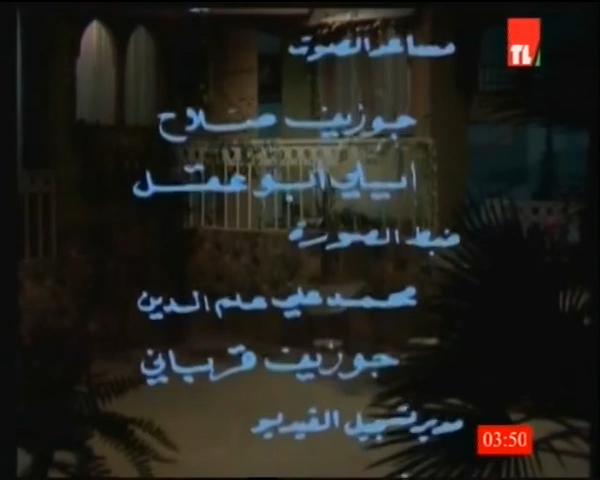 مساعد الصوت
TL
جوزيف صلاح
ايلي ابو عقل
ضبط الصورة
محمد علي علم الدين
جوزيف قرباني
مدير تسجيل الفيديو
03:50